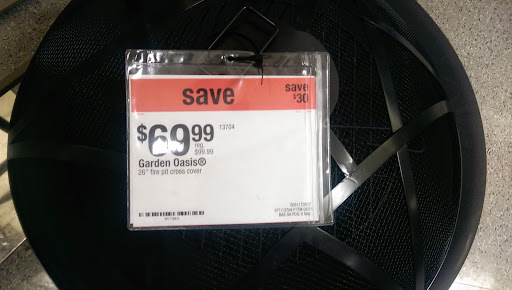 save
save
$30
$69.99 13704
reg.
$99.99
Garden Oasis®
26" fire pit cross cover